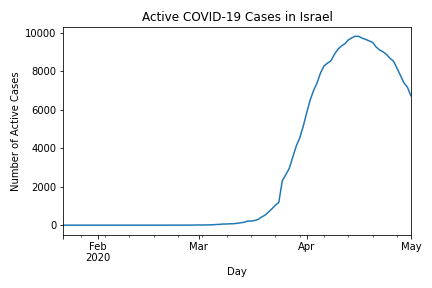 Active COVID-19 Cases in Israel
10000
8000
6000
4000
2000
0
Number of Active Cases
Feb
2020
Mar
Apr
May
Day